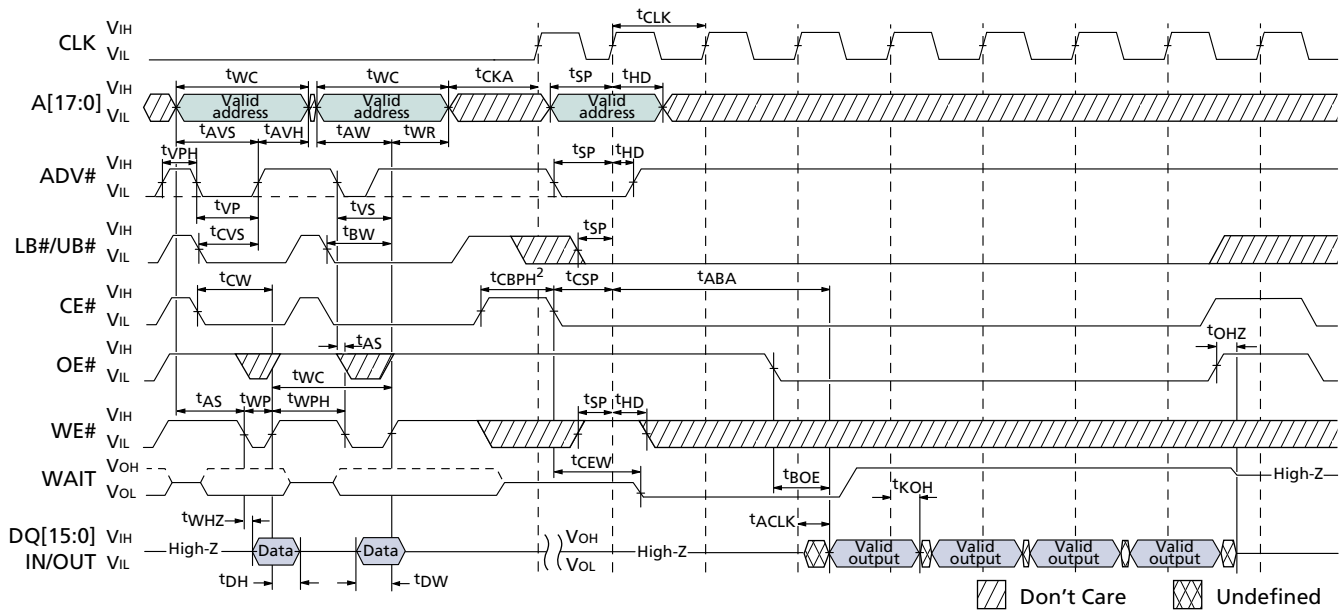 CLK VIH tCLK
VIL
A[17:0] VIH tWC tWC tCKA tSP tHD
VIL Valid address Valid address Valid address
tAVS tAVH tAW tWR
ADV# VIH tVPH tSP tHD
VIL
tVP tVS
LB#/UB# VIH tCVS tBW tSP
VIL
CE# VIH tCW tCBPH2 tCSP tABA
VIL
OE# VIH tAS tOHZ
VIL tWC
WE# VIH tAS tWP tWPH tSP tHD
VIL
WAIT VOH tCEW tBOE tKOH High-Z
VOL
tWHZ tACLK
DQ[15:0] VIH High-Z Data Data VOH High-Z Valid output Valid output Valid output Valid output
IN/OUT VIL VOL
tDH tDW
Don't Care Undefined